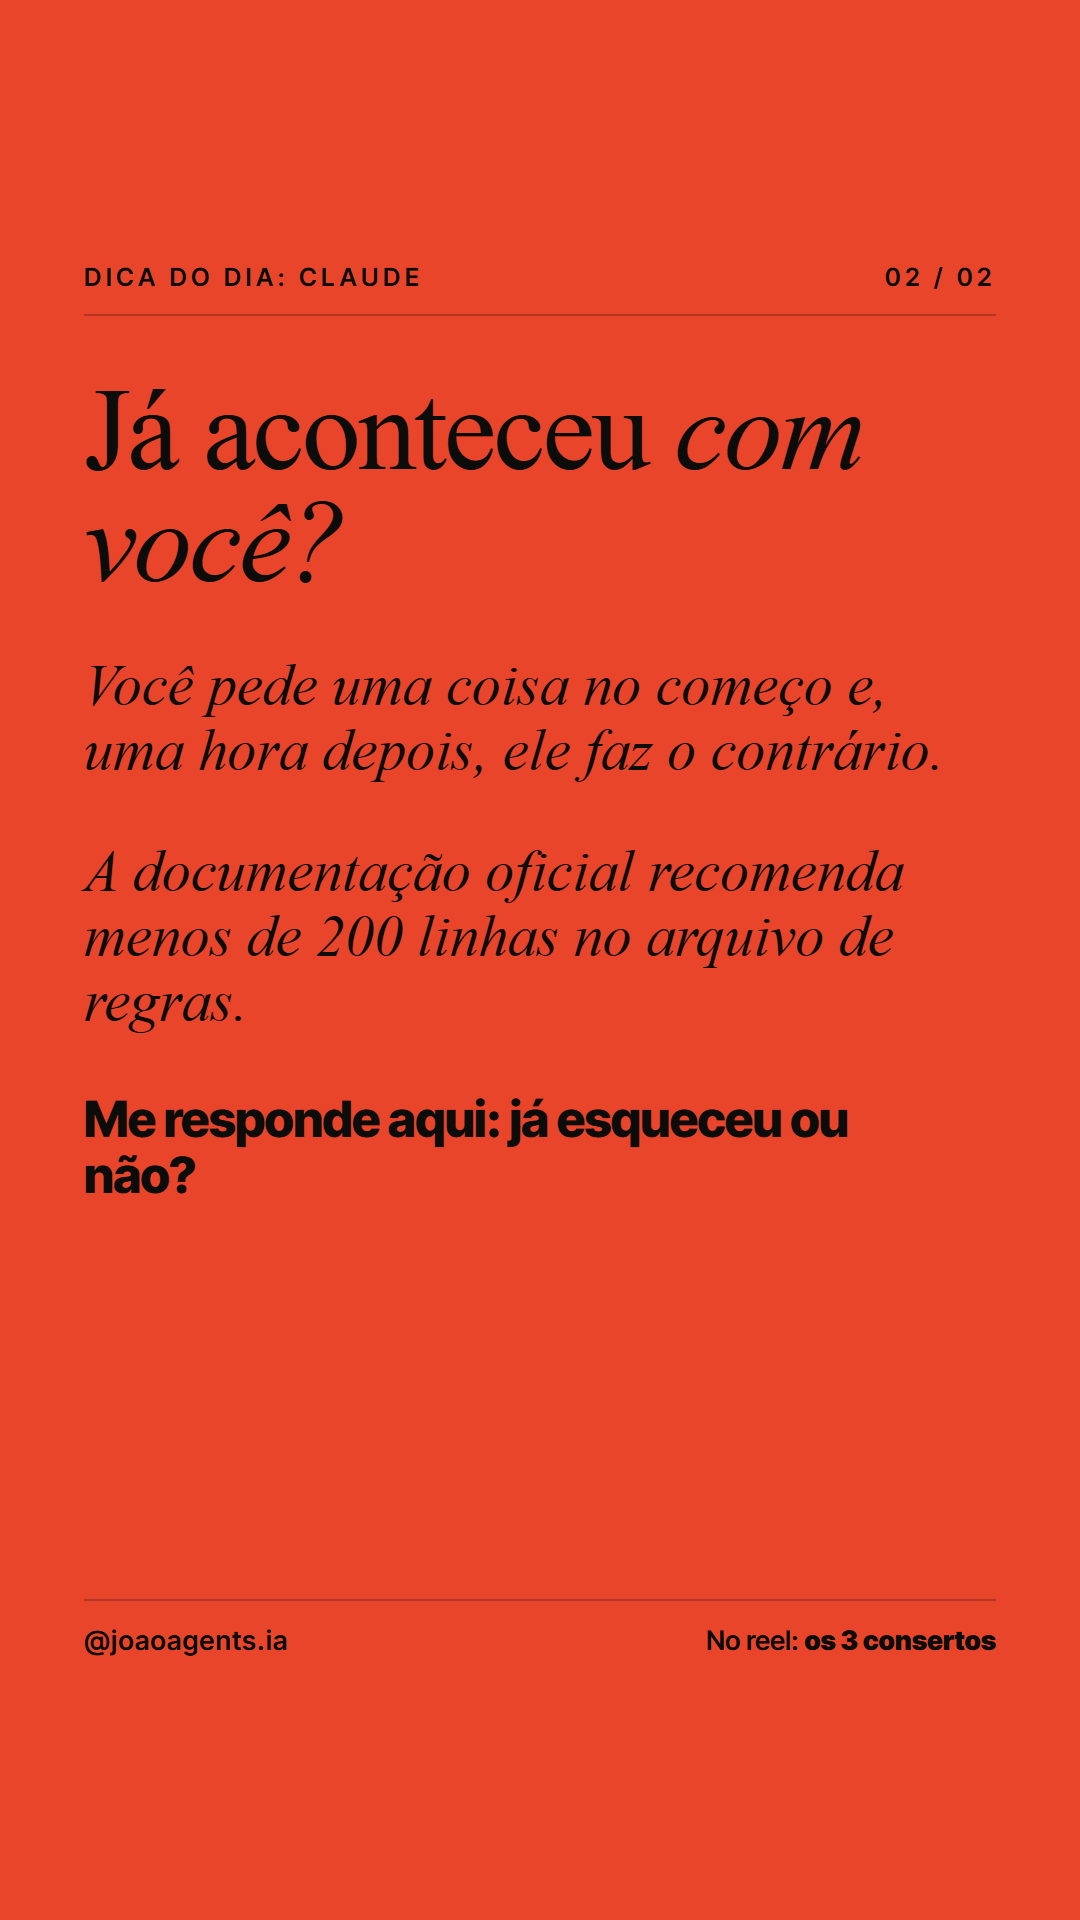 DICA DO DIA: CLAUDE
02 / 02
Já aconteceu com
você?
Você pede uma coisa no começo e,
uma hora depois, ele faz o contrário.
A documentação oficial recomenda
menos de 200 linhas no arquivo de
regras.
Me responde aqui: já esqueceu ou
não?
@joaoagents.ia
No reel: os 3 consertos